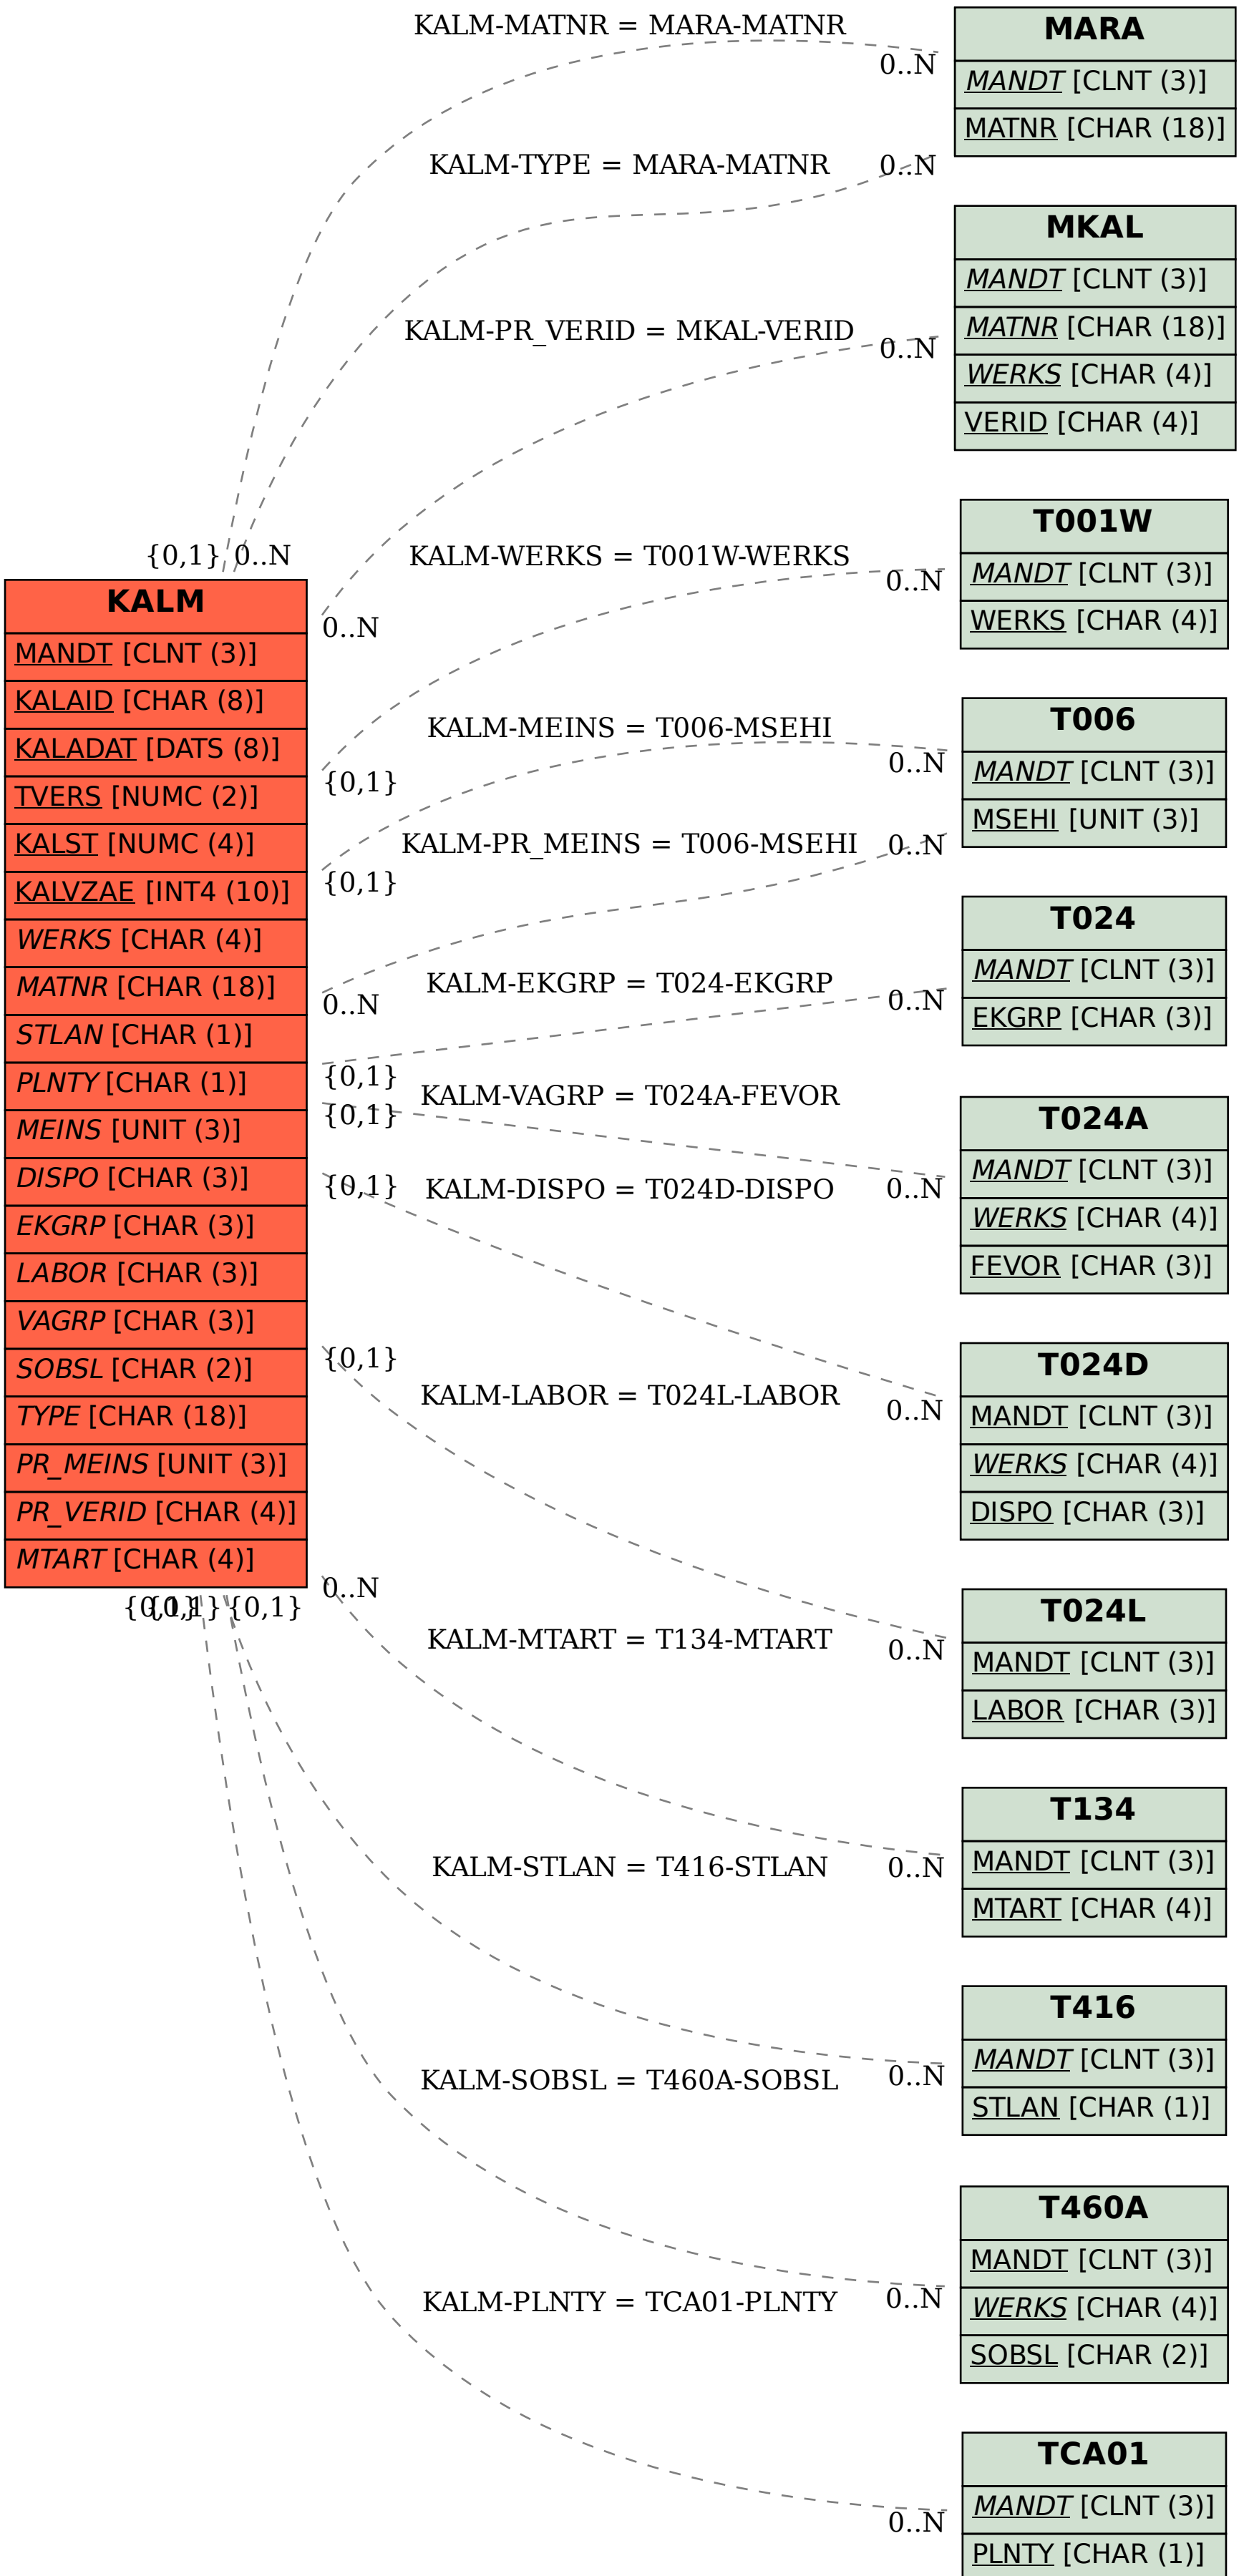 KALM-MATNR = MARA-MATNR
0..N
MARA
MANDT [CLNT (3)]
MATNR [CHAR (18)]
KALM-TYPE = MARA-MATNR
0..N
MKAL
MANDT [CLNT (3)]
MATNR [CHAR (18)]
WERKS [CHAR (4)]
VERID [CHAR (4)]
KALM-PR_VERID = MKAL-VERID
0..N
T001W
MANDT [CLNT (3)]
WERKS [CHAR (4)]
KALM-WERKS = T001W-WERKS
0..N
{0,1} 0..N
KALM
MANDT [CLNT (3)]
KALAID [CHAR (8)]
KALADAT [DATS (8)]
TVERS [NUMC (2)]
KALST [NUMC (4)]
KALVZAE [INT4 (10)]
WERKS [CHAR (4)]
MATNR [CHAR (18)]
STLAN [CHAR (1)]
PLNTY [CHAR (1)]
MEINS [UNIT (3)]
DISPO [CHAR (3)]
EKGRP [CHAR (3)]
LABOR [CHAR (3)]
VAGRP [CHAR (3)]
SOBSL [CHAR (2)]
TYPE [CHAR (18)]
PR_MEINS [UNIT (3)]
PR_VERID [CHAR (4)]
MTART [CHAR (4)]
0..N
{0,1}
KALM-MEINS = T006-MSEHI
0..N
T006
MANDT [CLNT (3)]
MSEHI [UNIT (3)]
{0,1}
KALM-PR_MEINS = T006-MSEHI
0..N
0..N
T024
MANDT [CLNT (3)]
EKGRP [CHAR (3)]
KALM-EKGRP = T024-EKGRP
0..N
{0,1}
KALM-VAGRP = T024A-FEVOR
{0,1}
0..N
T024A
MANDT [CLNT (3)]
WERKS [CHAR (4)]
FEVOR [CHAR (3)]
{0,1}
KALM-DISPO = T024D-DISPO
0..N
T024D
MANDT [CLNT (3)]
WERKS [CHAR (4)]
DISPO [CHAR (3)]
{0,1}
KALM-LABOR = T024L-LABOR
0..N
T024L
MANDT [CLNT (3)]
LABOR [CHAR (3)]
0..N
{0,1} {0,1} {0,1}
KALM-MTART = T134-MTART
0..N
T134
MANDT [CLNT (3)]
MTART [CHAR (4)]
KALM-STLAN = T416-STLAN
0..N
T416
MANDT [CLNT (3)]
STLAN [CHAR (1)]
KALM-SOBSL = T460A-SOBSL
0..N
T460A
MANDT [CLNT (3)]
WERKS [CHAR (4)]
SOBSL [CHAR (2)]
KALM-PLNTY = TCA01-PLNTY
0..N
TCA01
MANDT [CLNT (3)]
PLNTY [CHAR (1)]